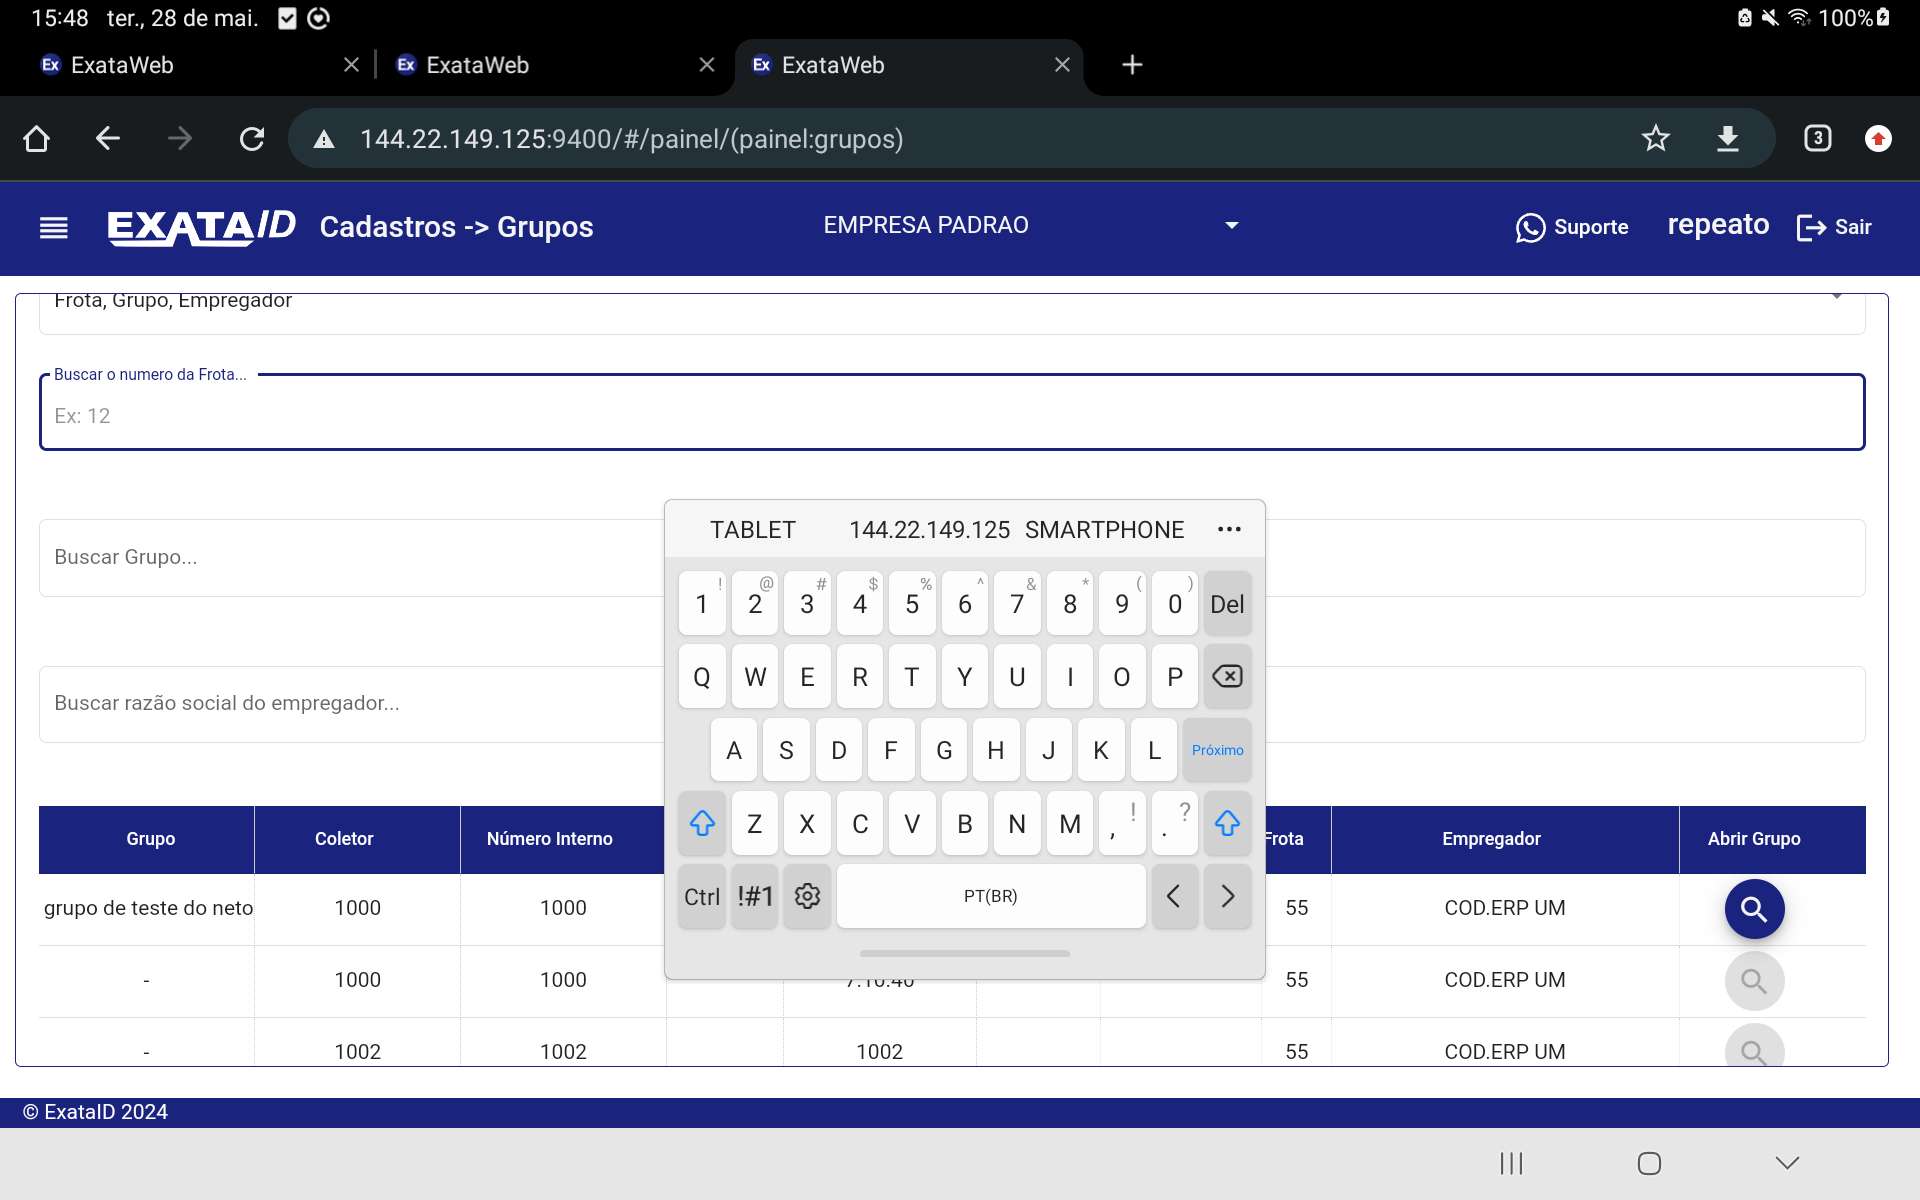 15:48 ter., 28 de mai. 100%
Ex ExataWeb Ex ExataWeb Ex ExataWeb
144.22.149.125:9400/#/painel/(painel:grupos) 3
EXATA/D Cadastros -> Grupos EMPRESA PADRAO Suporte repeato Sair
Frota, Grupo, Empregador
Buscar o numero da Frota...
Ex: 12
Buscar Grupo...
Buscar razão social do empregador...
TABLET 144.22.149.125 SMARTPHONE
! @ # $ % ^ & * ( )
1 2 3 4 5 6 7 8 9 0 Del
Q W E R T Y U I O P
A S D F G H J K L Próximo
Z X C V B N M , ! . ?
Ctrl !#1 PT(BR)
Grupo Coletor Número Interno Frota Empregador Abrir Grupo
grupo de teste do neto 1000 1000 55 COD.ERP UM
- 1000 1000 7.10.40 55 COD.ERP UM
- 1002 1002 1002 55 COD.ERP UM
© ExataID 2024